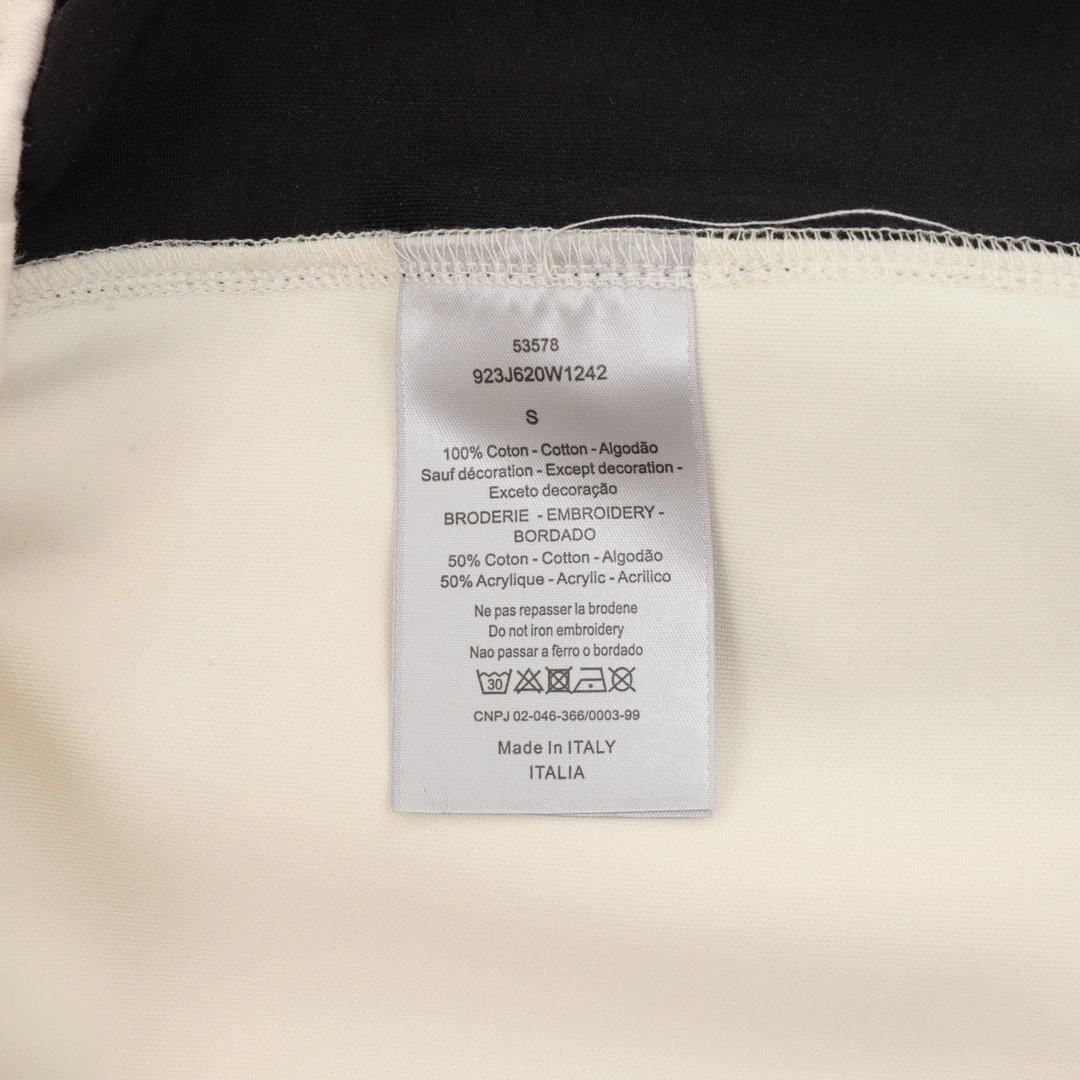 53578
923J620W1242
S
100% Coton - Cotton - Algodão
Sauf décoration - Except decoration -
Exceto decoração
BRODERIE - EMBROIDERY -
BORDADO
50% Coton - Cotton - Algodão
50% Acrylique - Acrylic - Acrilico
Ne pas repasser la brodene
Do not iron embroidery
Nao passar a ferro o bordado
30
CNPJ 02-046-366/0003-99
Made In ITALY
ITALIA